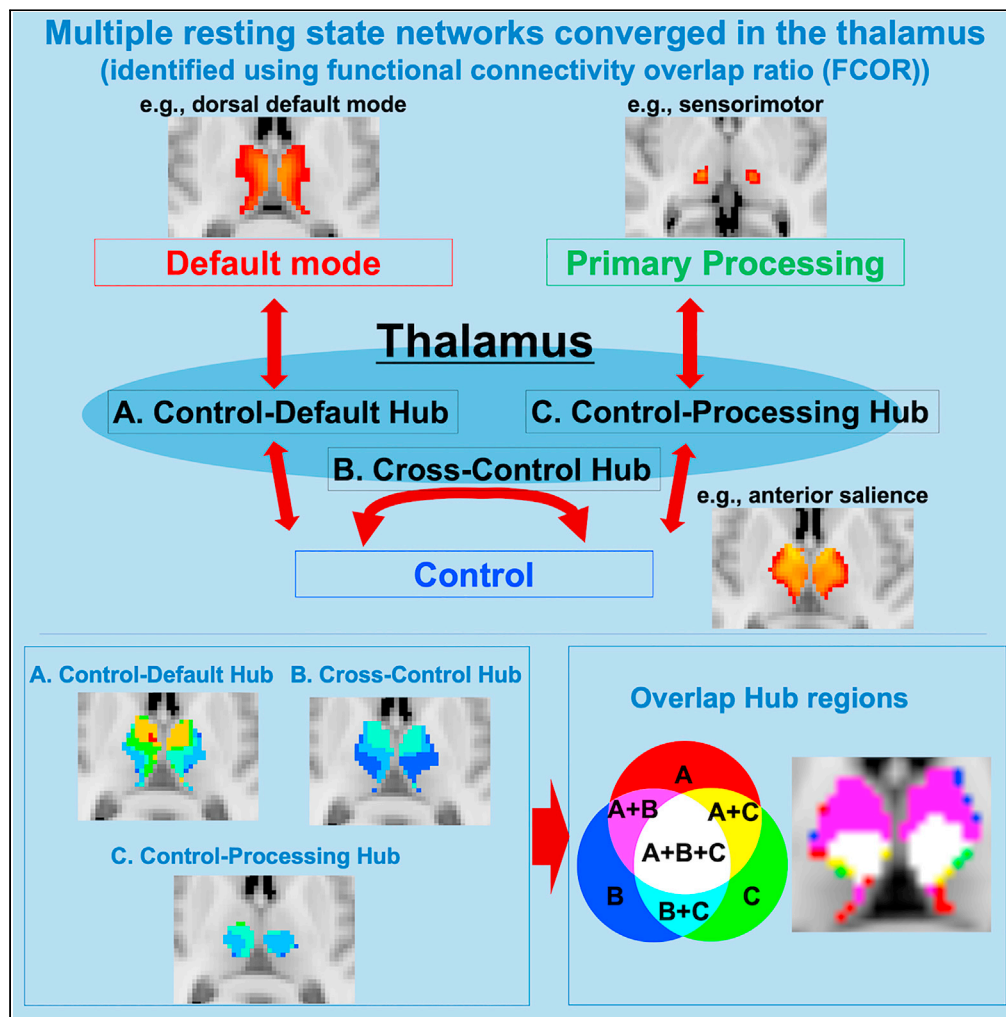 Multiple resting state networks converged in the thalamus
(identified using functional connectivity overlap ratio (FCOR))
e.g., dorsal default mode
e.g., sensorimotor
Default mode
Primary Processing
Thalamus
A. Control-Default Hub
C. Control-Processing Hub
B. Cross-Control Hub
e.g., anterior salience
Control
A. Control-Default Hub
B. Cross-Control Hub
C. Control-Processing Hub
Overlap Hub regions
A
A+B
A+C
A+B+C
B
C
B+C